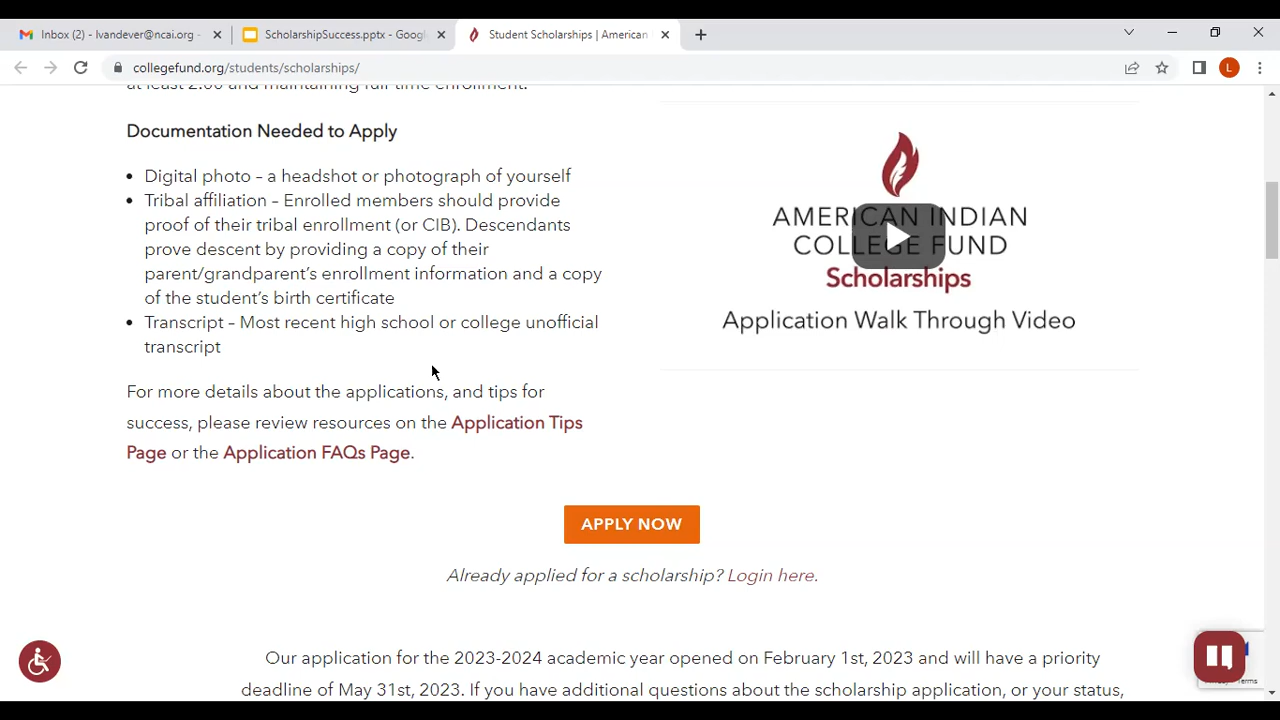 Inbox (2) - lvandever@ncai.org -
ScholarshipSuccess.pptx - Goog
Student Scholarships | American
collegefund.org/students/scholarships/
L
at least 2.00 and maintaining full-time enrollment.
Documentation Needed to Apply
• Digital photo – a headshot or photograph of yourself
• Tribal affiliation – Enrolled members should provide
proof of their tribal enrollment (or CIB). Descendants
prove descent by providing a copy of their
parent/grandparent's enrollment information and a copy
of the student's birth certificate
• Transcript – Most recent high school or college unofficial
transcript
For more details about the applications, and tips for
success, please review resources on the Application Tips
Page or the Application FAQs Page.
AMERICAN INDIAN
COLLEGE FUND
Scholarships
Application Walk Through Video
APPLY NOW
Already applied for a scholarship? Login here.
Our application for the 2023-2024 academic year opened on February 1st, 2023 and will have a priority
deadline of May 31st, 2023. If you have additional questions about the scholarship application, or your status,
Terms